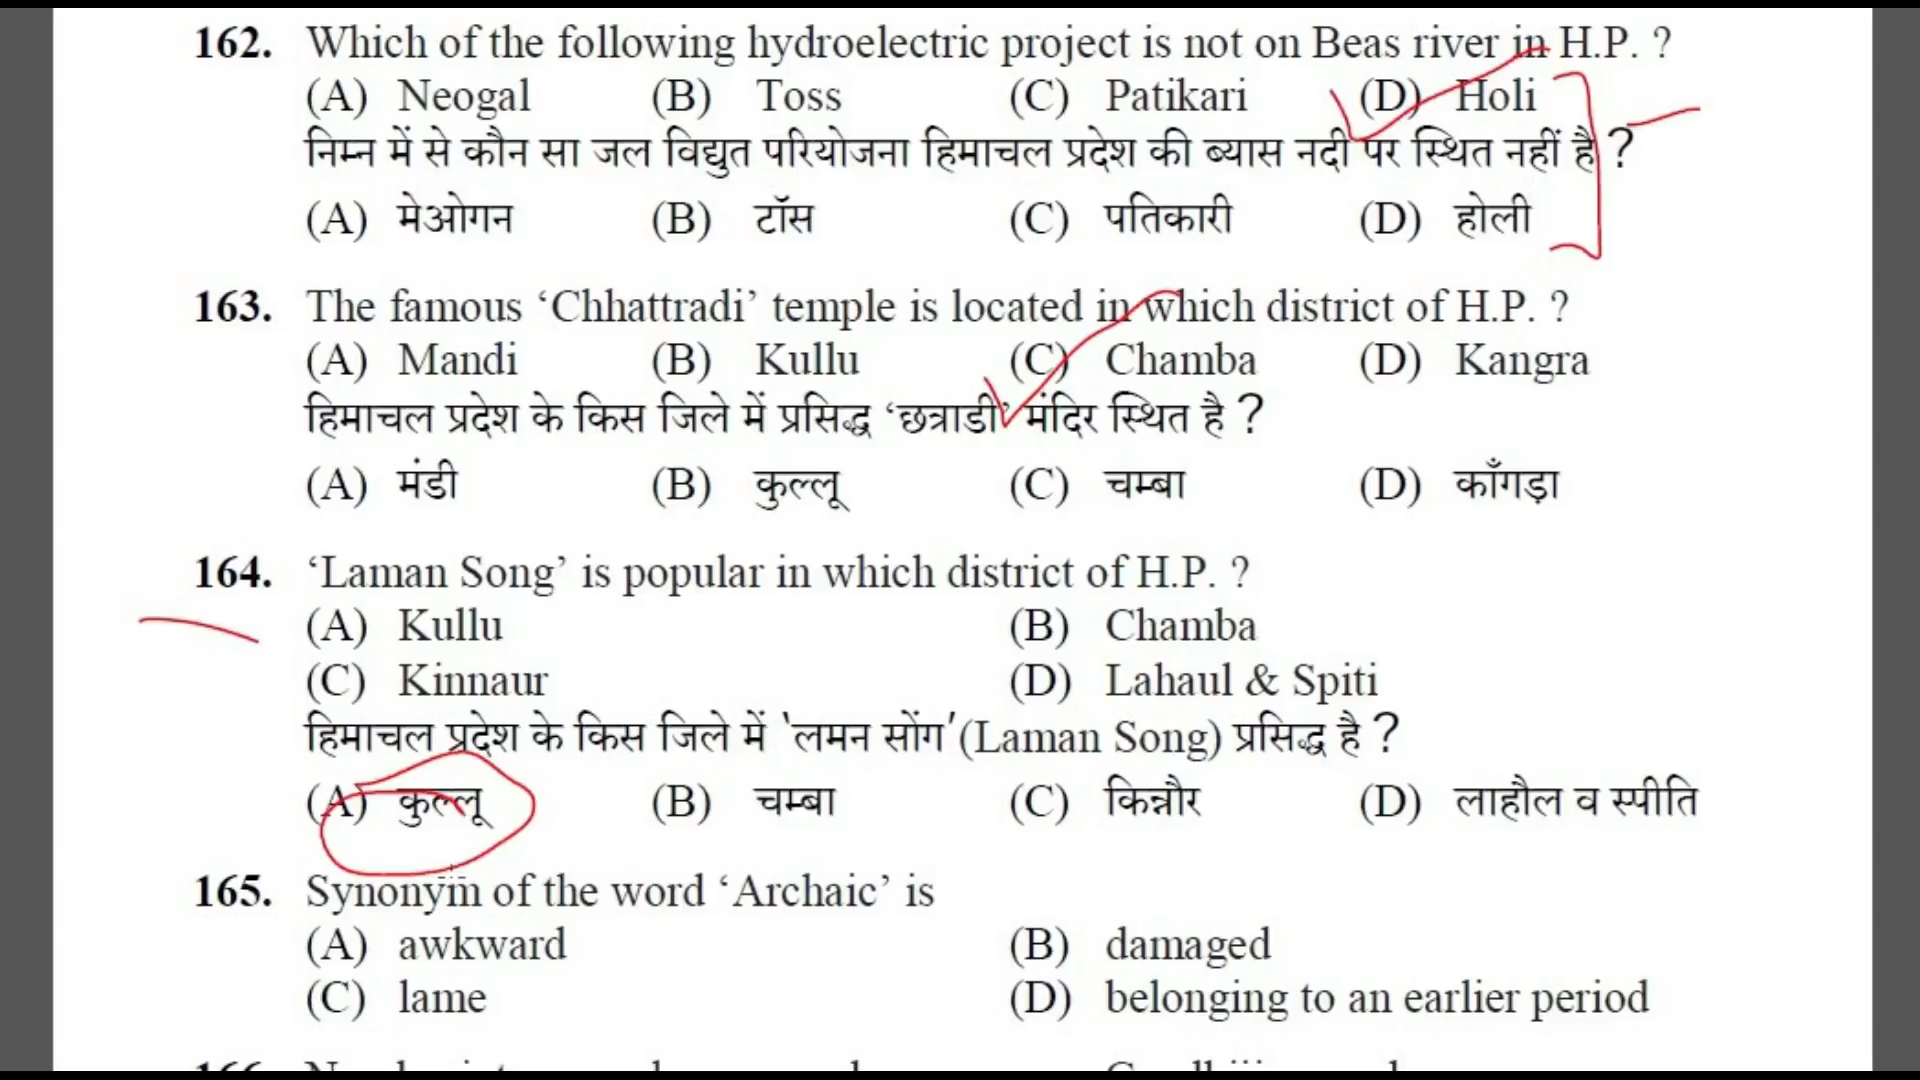 162. Which of the following hydroelectric project is not on Beas river in H.P. ?
(A) Neogal (B) Toss (C) Patikari (D) Holi
निम्न में से कौन सा जल विद्युत परियोजना हिमाचल प्रदेश की ब्यास नदी पर स्थित नहीं है ?
(A) मेओगन (B) टॉस (C) पतिकारी (D) होली
163. The famous ‘Chhattradi’ temple is located in which district of H.P. ?
(A) Mandi (B) Kullu (C) Chamba (D) Kangra
हिमाचल प्रदेश के किस जिले में प्रसिद्ध ‘छत्राडी’ मंदिर स्थित है ?
(A) मंडी (B) कुल्लू (C) चम्बा (D) काँगड़ा
164. ‘Laman Song’ is popular in which district of H.P. ?
(A) Kullu (B) Chamba
(C) Kinnaur (D) Lahaul & Spiti
हिमाचल प्रदेश के किस जिले में 'लमन सोंग' (Laman Song) प्रसिद्ध है ?
(A) कुल्लू (B) चम्बा (C) किन्नौर (D) लाहौल व स्पीति
165. Synonym of the word ‘Archaic’ is
(A) awkward (B) damaged
(C) lame (D) belonging to an earlier period